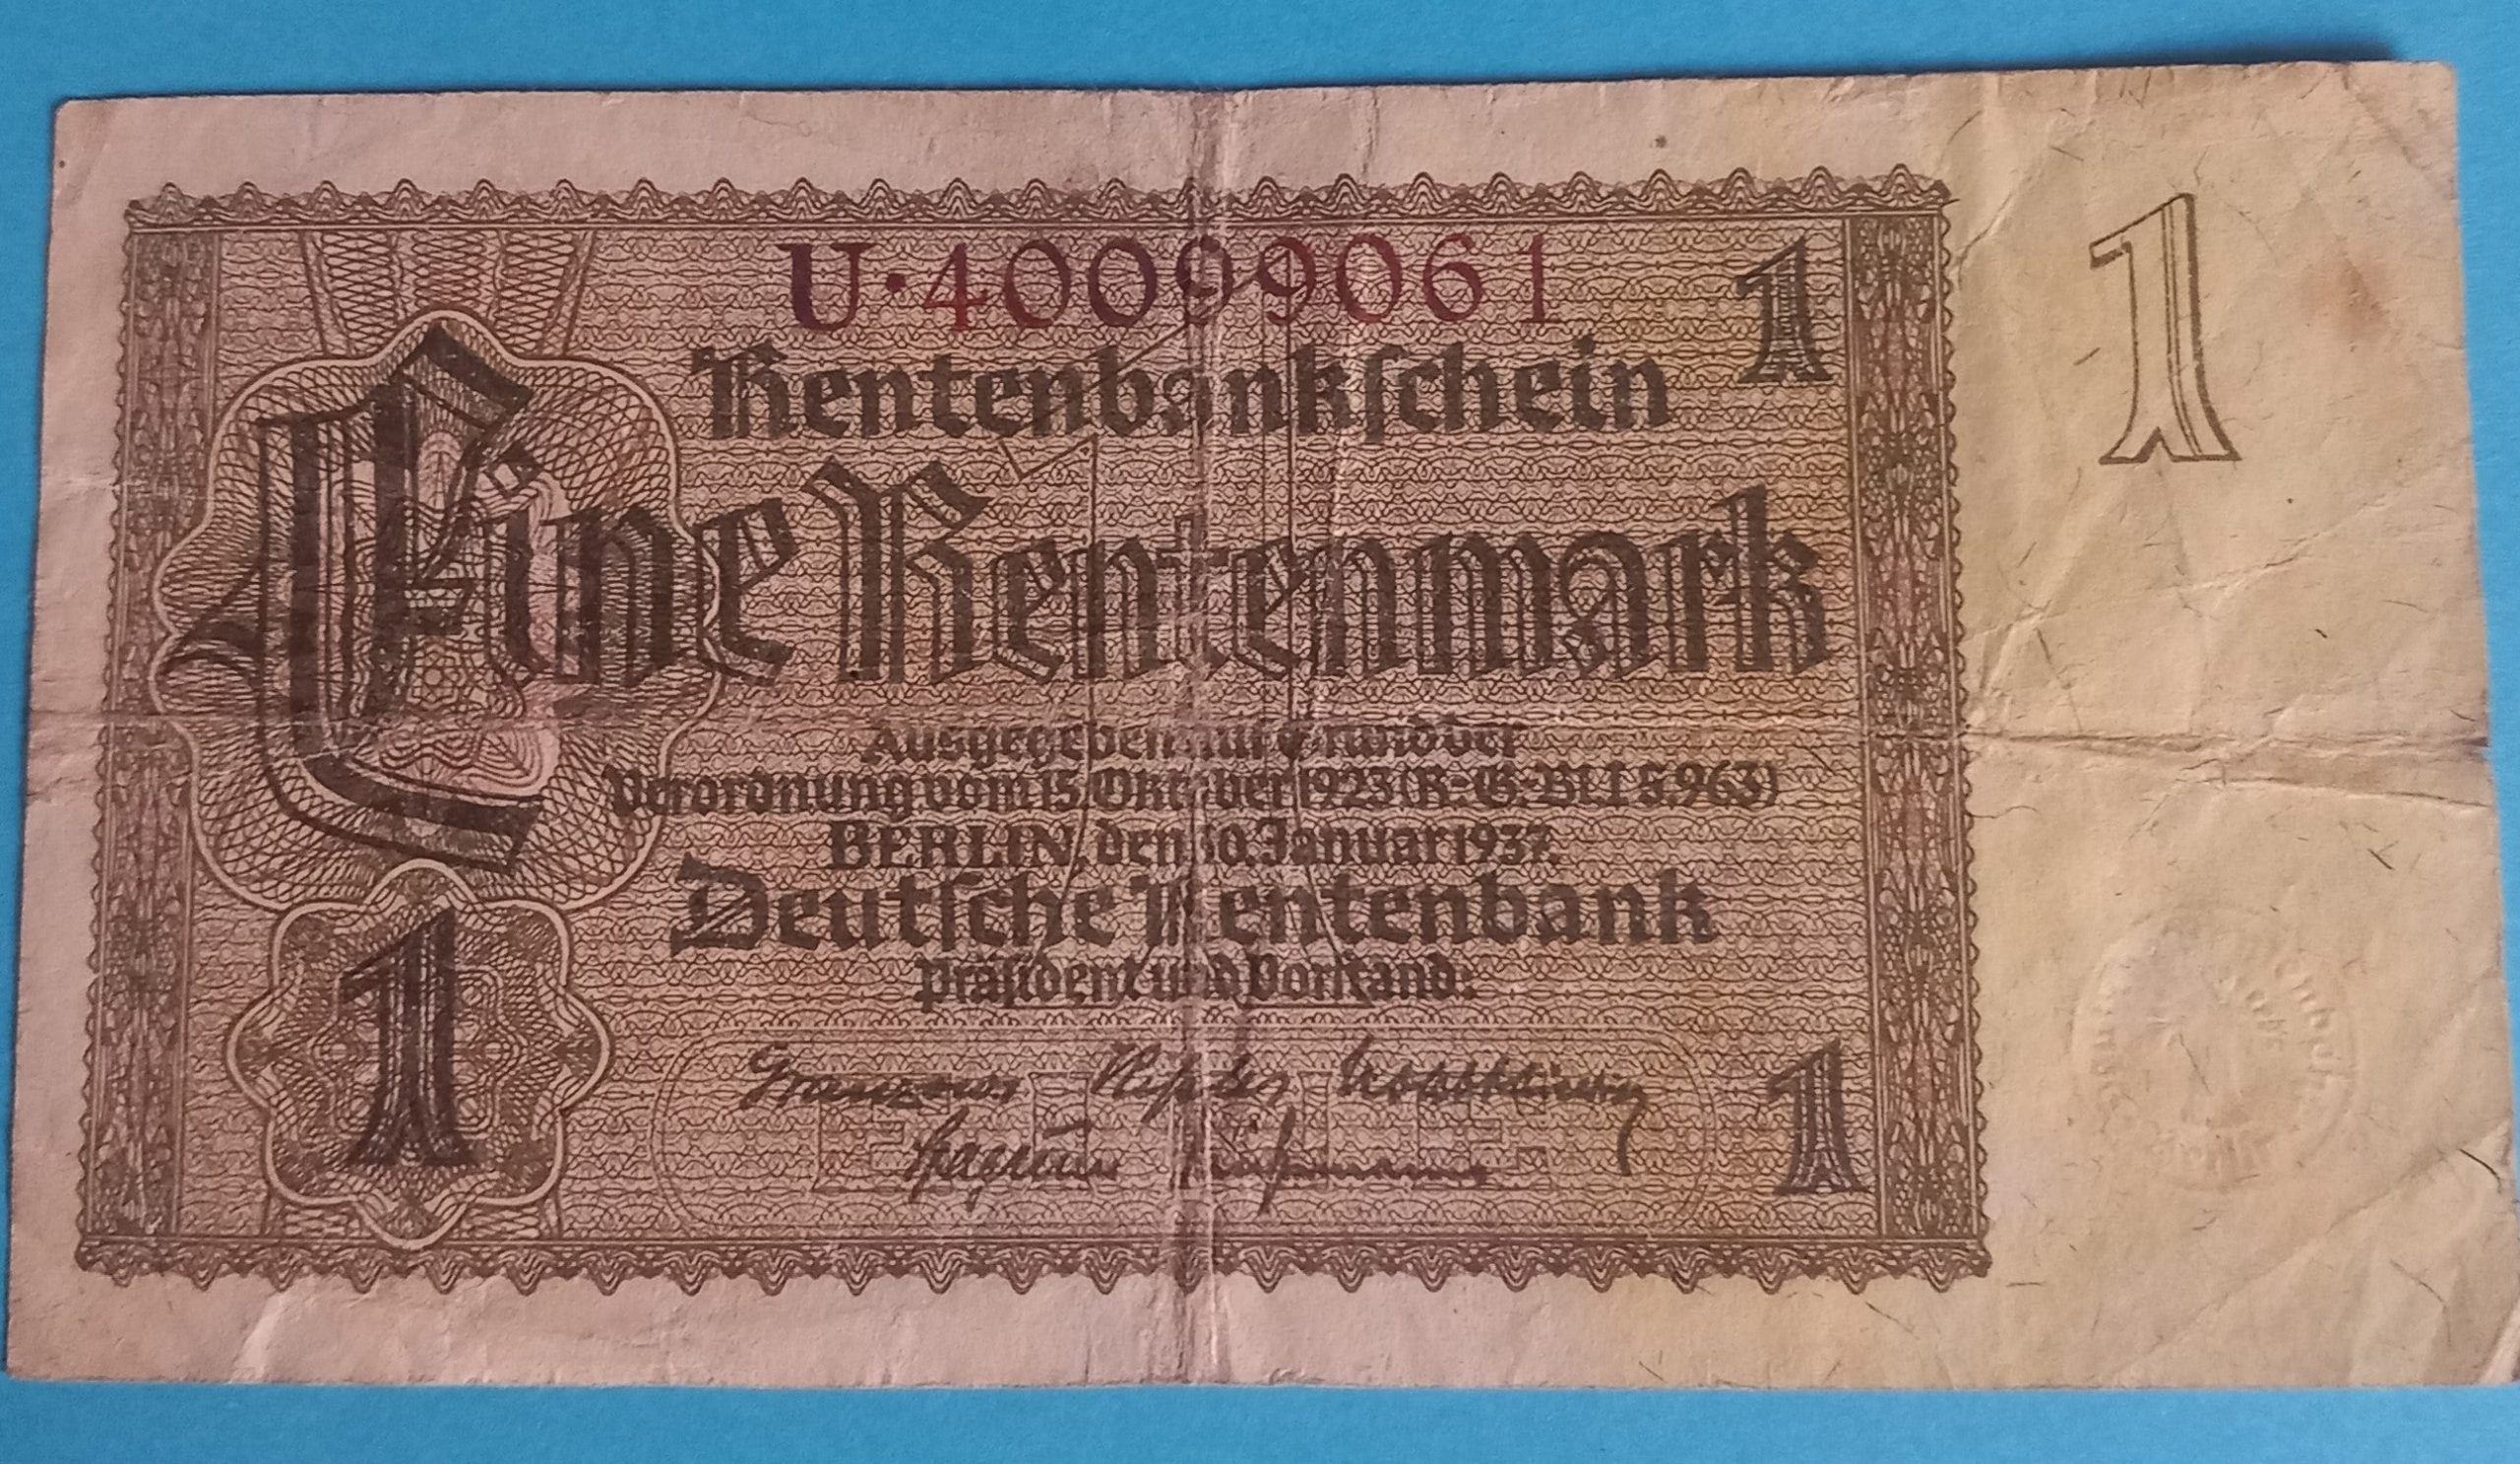 U·40099061
1
1
Rentenbankschein
Eine Rentenmark
Ausgegeben auf Grund der
Verordnung vom 15. Oktober 1923 (R-G-Bl. I S. 963)
BERLIN, den 30. Januar 1937.
Deutsche Rentenbank
Präsident und Vorstand:
1
1